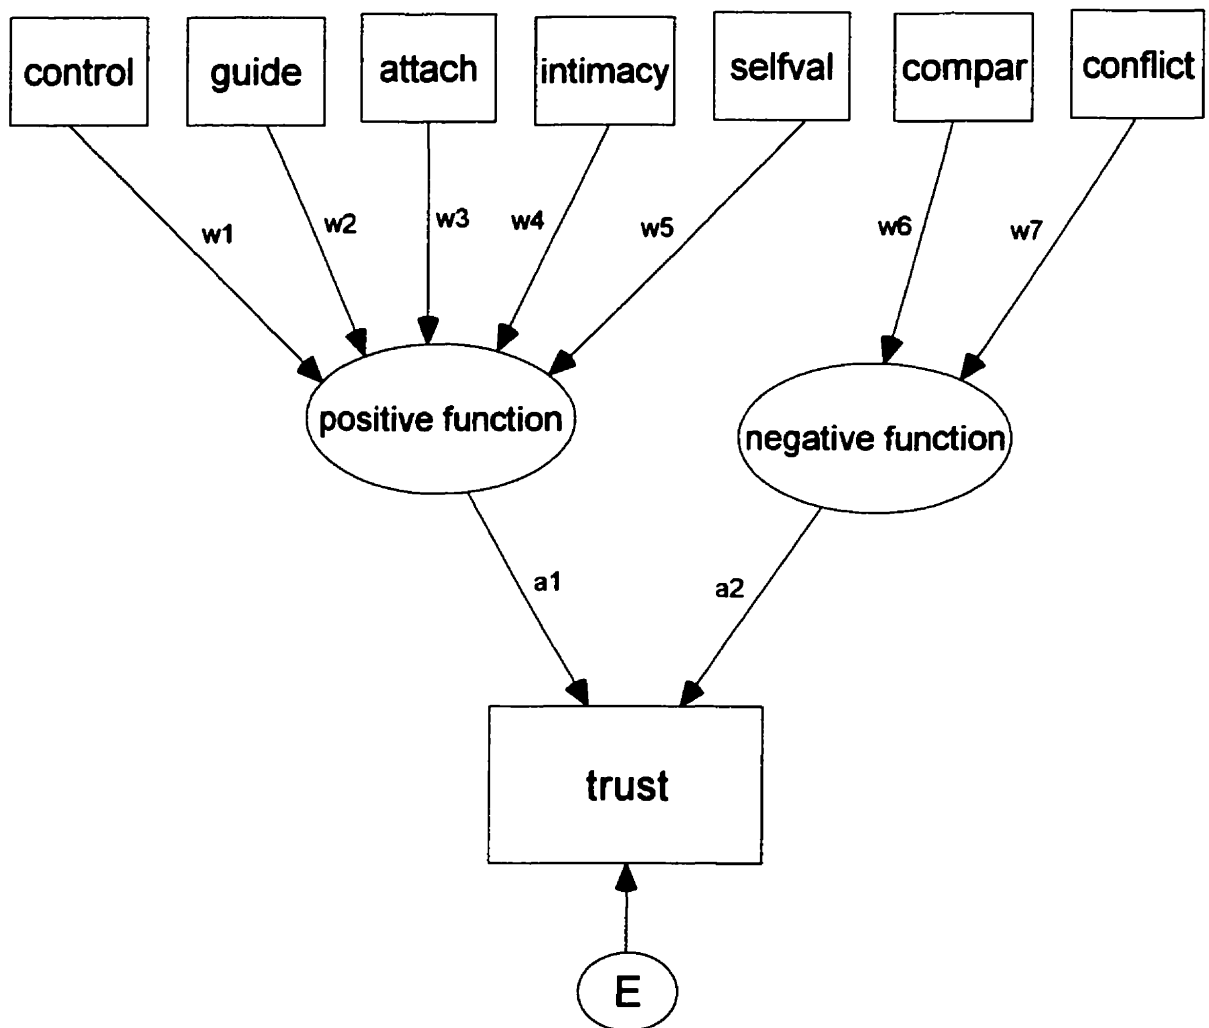 control guide attach intimacy selfval compar conflict
w1 w2 w3 w4 w5 w6 w7
positive function negative function
a1 a2
trust
E